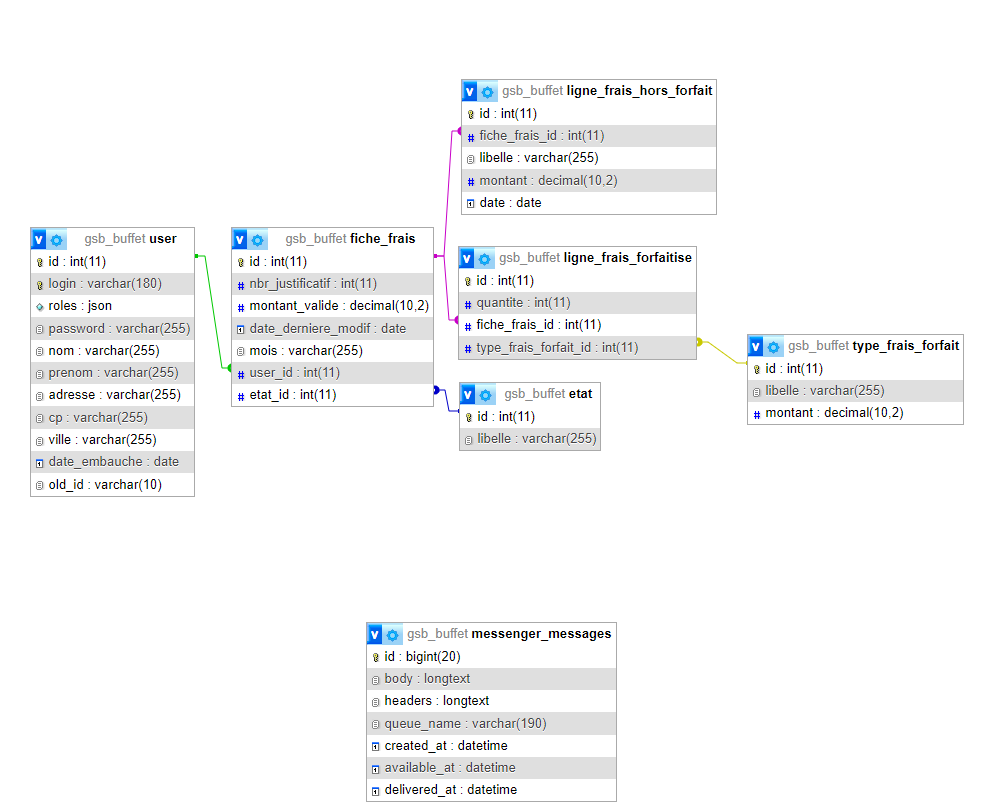 gsb_buffet ligne_frais_hors_forfait
id : int(11)
fiche_frais_id : int(11)
libelle : varchar(255)
montant : decimal(10,2)
date : date
gsb_buffet user
id : int(11)
login : varchar(180)
roles : json
password : varchar(255)
nom : varchar(255)
prenom : varchar(255)
adresse : varchar(255)
cp : varchar(255)
ville : varchar(255)
date_embauche : date
old_id : varchar(10)
gsb_buffet fiche_frais
id : int(11)
nbr_justificatif : int(11)
montant_valide : decimal(10,2)
date_derniere_modif : date
mois : varchar(255)
user_id : int(11)
etat_id : int(11)
gsb_buffet ligne_frais_forfaitise
id : int(11)
quantite : int(11)
fiche_frais_id : int(11)
type_frais_forfait_id : int(11)
gsb_buffet etat
id : int(11)
libelle : varchar(255)
gsb_buffet type_frais_forfait
id : int(11)
libelle : varchar(255)
montant : decimal(10,2)
gsb_buffet messenger_messages
id : bigint(20)
body : longtext
headers : longtext
queue_name : varchar(190)
created_at : datetime
available_at : datetime
delivered_at : datetime